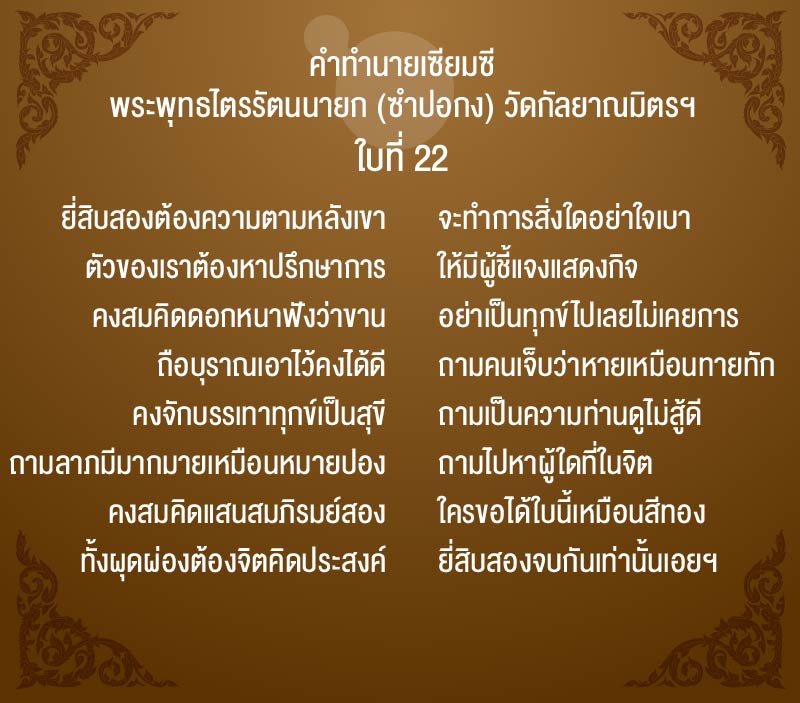 คำทำนายเซียมซี
พระพุทธไตรรัตนนายก (ซำปอกง) วัดกัลยาณมิตรฯ
ใบที่ 22
ยี่สิบสองต้องความตามหลังเขา จะทำการสิ่งใดอย่าใจเบา
ตัวของเราต้องหาปรึกษาการ ให้มีผู้ชี้แจงแสดงกิจ
คงสมคิดดอกหนาฟังว่าขาน อย่าเป็นทุกข์ไปเลยไม่เคยการ
ถือบุราณเอาไว้คงได้ดี ถามคนเจ็บว่าหายเหมือนทายทัก
คงจักบรรเทาทุกข์เป็นสุขี ถามเป็นความท่านดูไม่สู้ดี
ถามลาภมีมากมายเหมือนหมายปอง ถามไปหาผู้ใดที่ในจิต
คงสมคิดแสนสมภิรมย์สอง ใครขอได้ใบนี้เหมือนสีทอง
ทั้งผุดผ่องต้องจิตคิดประสงค์ ยี่สิบสองจบกันเท่านั้นเอยฯ